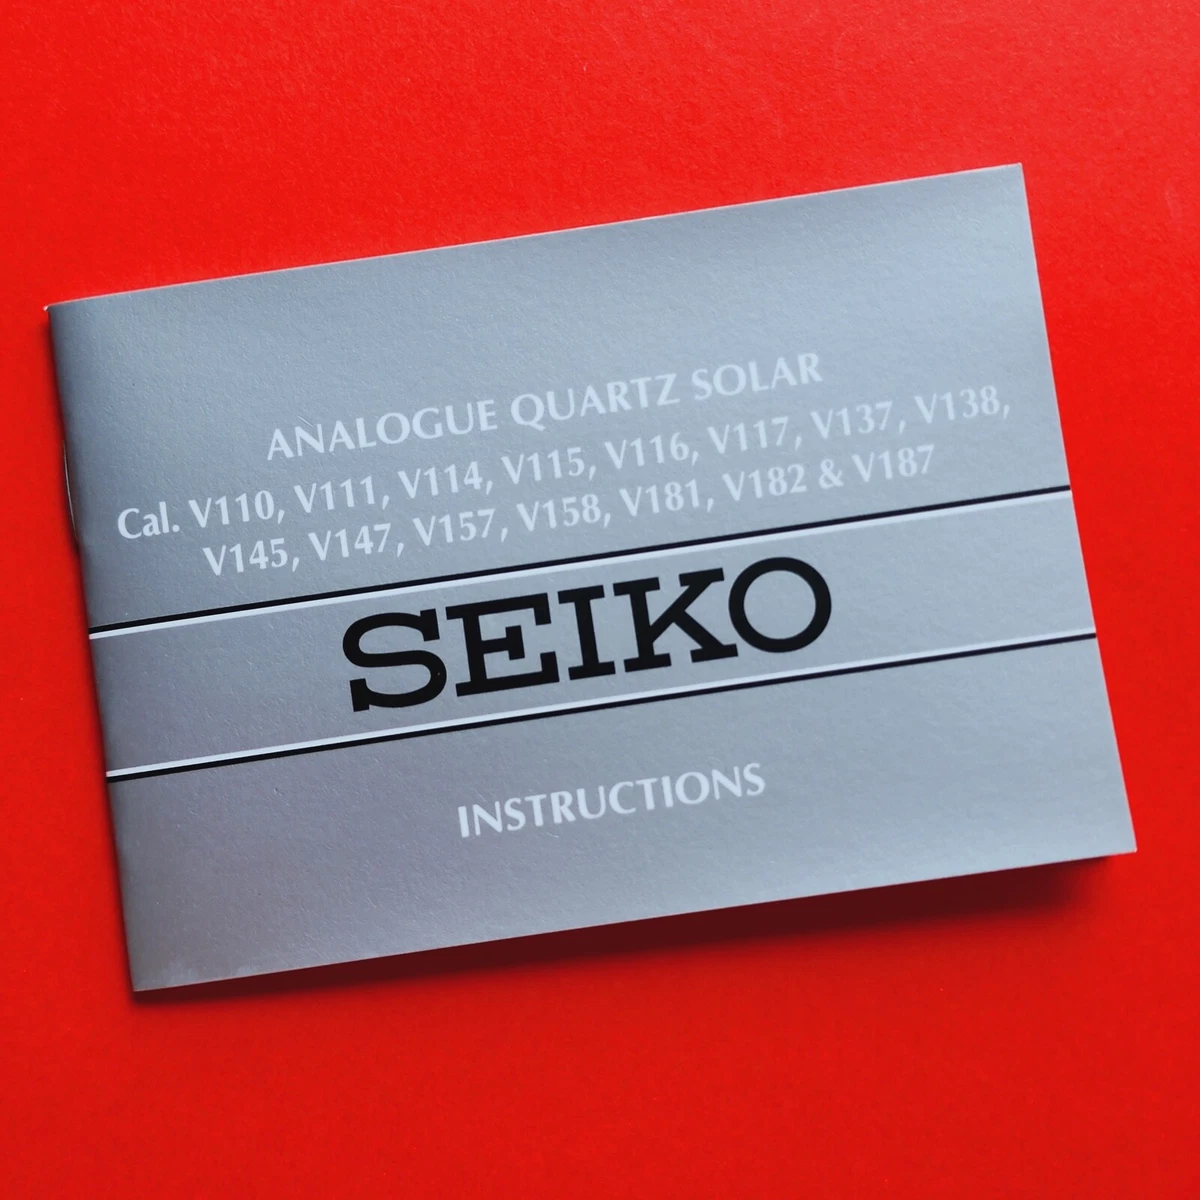 ANALOGUE QUARTZ SOLAR
Cal. V110, V111, V114, V115, V116, V117, V137, V138,
V145, V147, V157, V158, V181, V182 & V187
SEIKO
INSTRUCTIONS